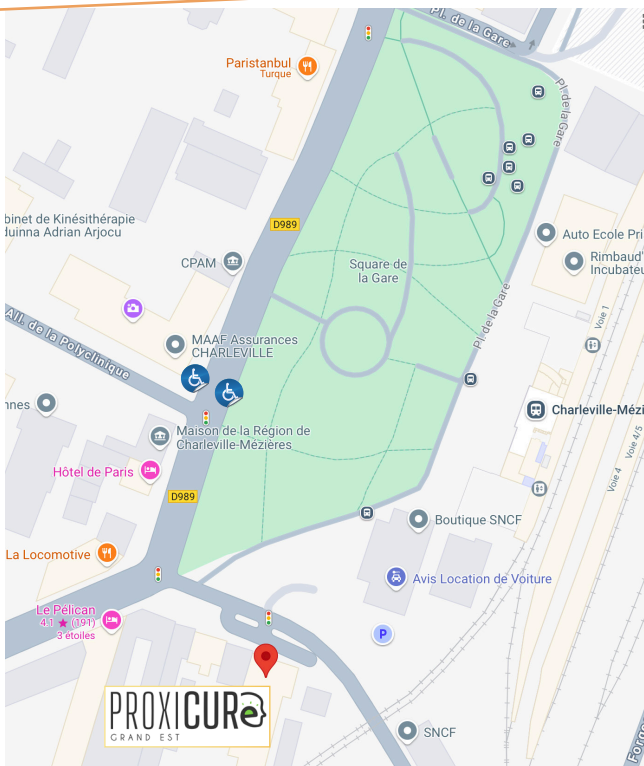 Pl. de la Gare
Paristanbul
Turque
Pl. de la Gare
binet de Kinésithérapie
duinna Adrian Arjocu
D989
Auto Ecole Pri
CPAM
Square de
la Gare
Rimbaud'
Incubateu
Pl. de la Gare
Voie 1
All. de la Polyclinique
MAAF Assurances
CHARLEVILLE
nnes
Charleville-Mézi
Maison de la Région de
Charleville-Mézières
Voie 4/5
Voie 4
Hôtel de Paris
D989
Boutique SNCF
La Locomotive
Avis Location de Voiture
Le Pélican
4.1 ★ (191)
3 étoiles
P
PROXICURe
GRAND EST
SNCF
Forge